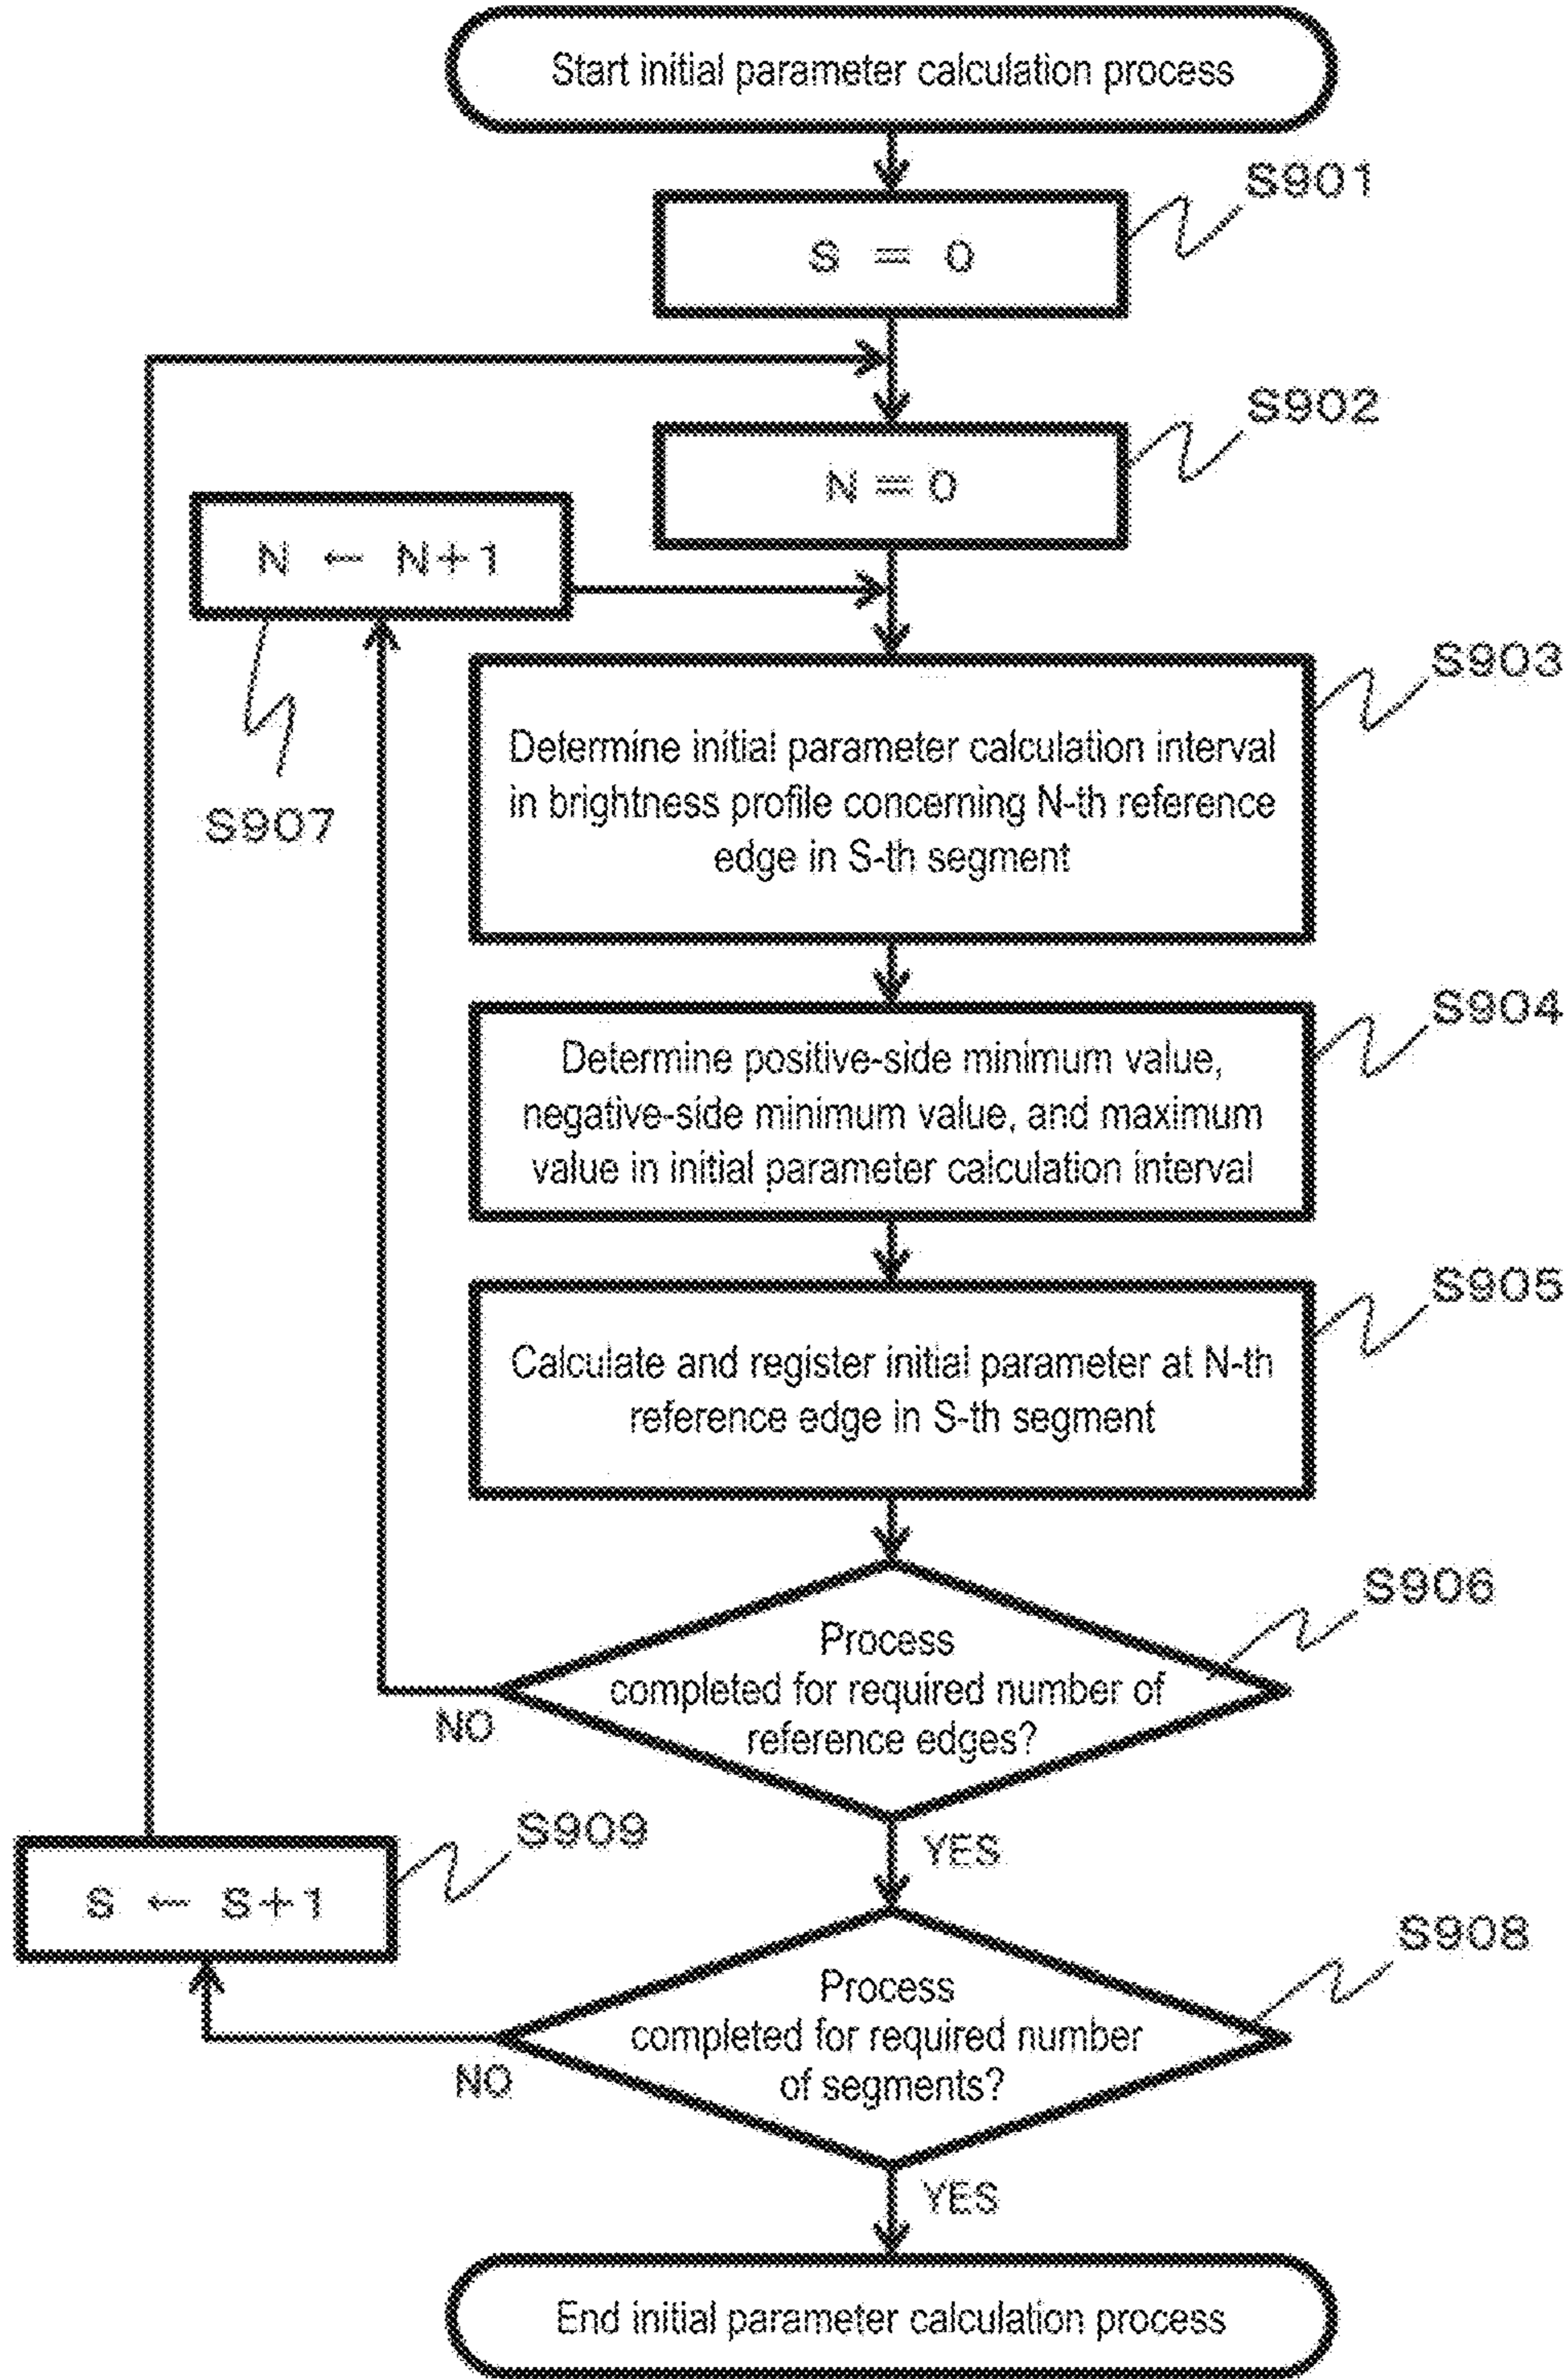 Start initial parameter calculation process
S901
S = 0
S902
N = 0
N ← N+1
S907
S903
Determine initial parameter calculation interval
in brightness profile concerning N-th reference
edge in S-th segment
S904
Determine positive-side minimum value,
negative-side minimum value, and maximum
value in initial parameter calculation interval
S905
Calculate and register initial parameter at N-th
reference edge in S-th segment
S906
Process
completed for required number of
reference edges?
NO
YES
S909
S ← S+1
S908
Process
completed for required number
of segments?
NO
YES
End initial parameter calculation process